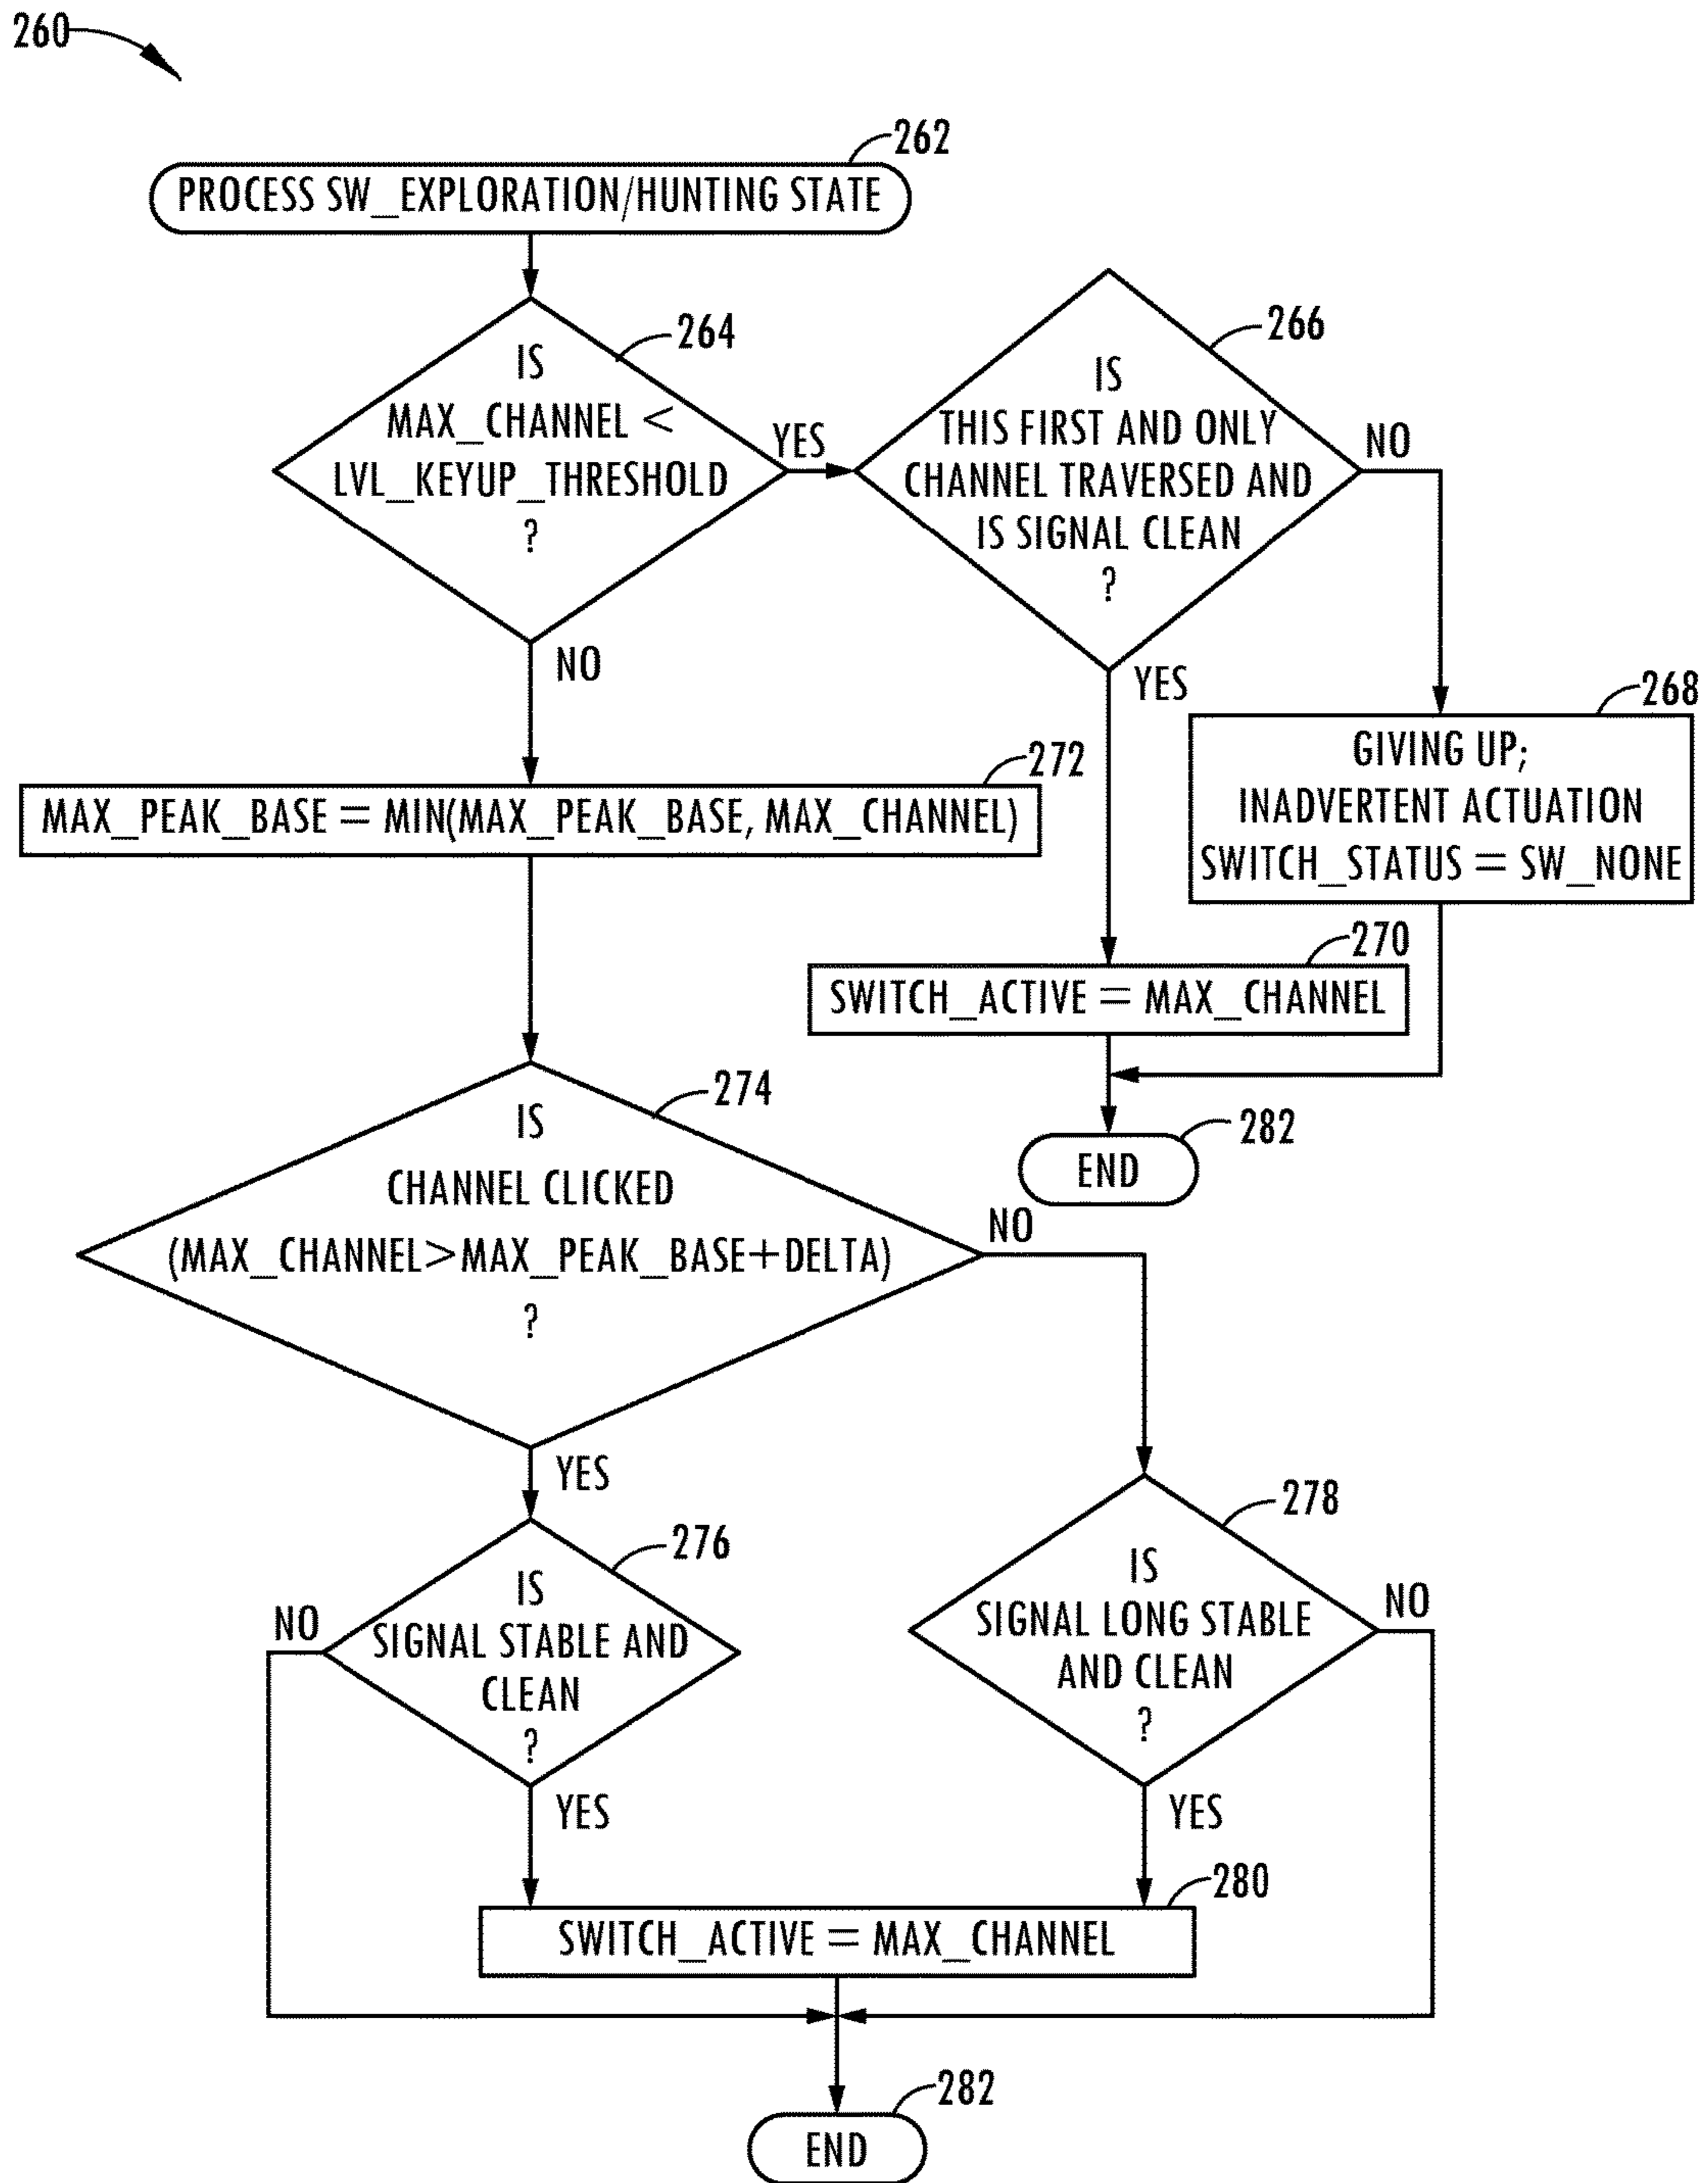 260
262
PROCESS SW_EXPLORATION/HUNTING STATE
264
IS
MAX_CHANNEL <
LVL_KEYUP_THRESHOLD
?
YES
NO
266
IS
THIS FIRST AND ONLY
CHANNEL TRAVERSED AND
IS SIGNAL CLEAN
?
NO
YES
268
GIVING UP;
INADVERTENT ACTUATION
SWITCH_STATUS = SW_NONE
272
MAX_PEAK_BASE = MIN(MAX_PEAK_BASE, MAX_CHANNEL)
270
SWITCH_ACTIVE = MAX_CHANNEL
282
END
274
IS
CHANNEL CLICKED
(MAX_CHANNEL>MAX_PEAK_BASE+DELTA)
?
NO
YES
276
IS
SIGNAL STABLE AND
CLEAN
?
NO
YES
278
IS
SIGNAL LONG STABLE
AND CLEAN
?
NO
YES
280
SWITCH_ACTIVE = MAX_CHANNEL
282
END